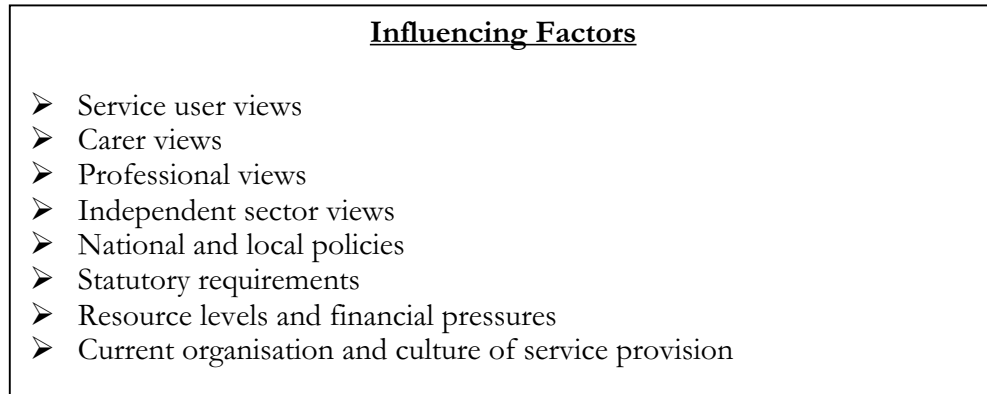 Influencing Factors
➢ Service user views
➢ Carer views
➢ Professional views
➢ Independent sector views
➢ National and local policies
➢ Statutory requirements
➢ Resource levels and financial pressures
➢ Current organisation and culture of service provision